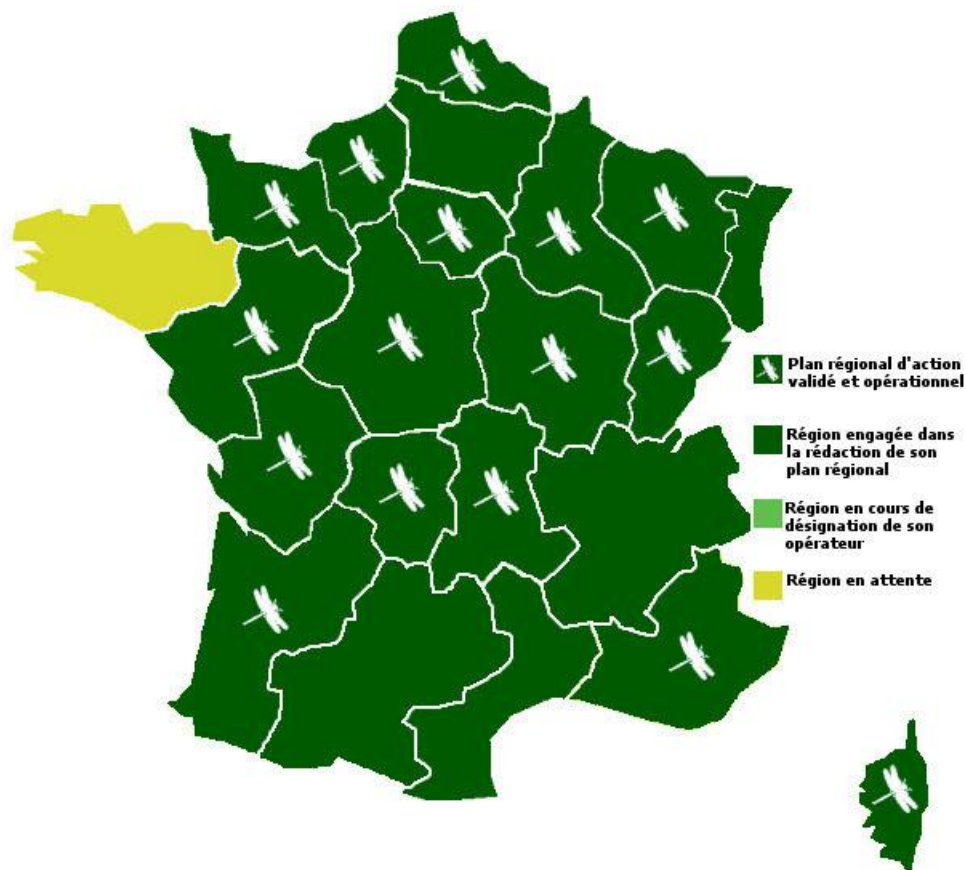 Plan régional d'action
validé et opérationnel
Région engagée dans
la rédaction de son
plan régional
Région en cours de
désignation de son
opérateur
Région en attente